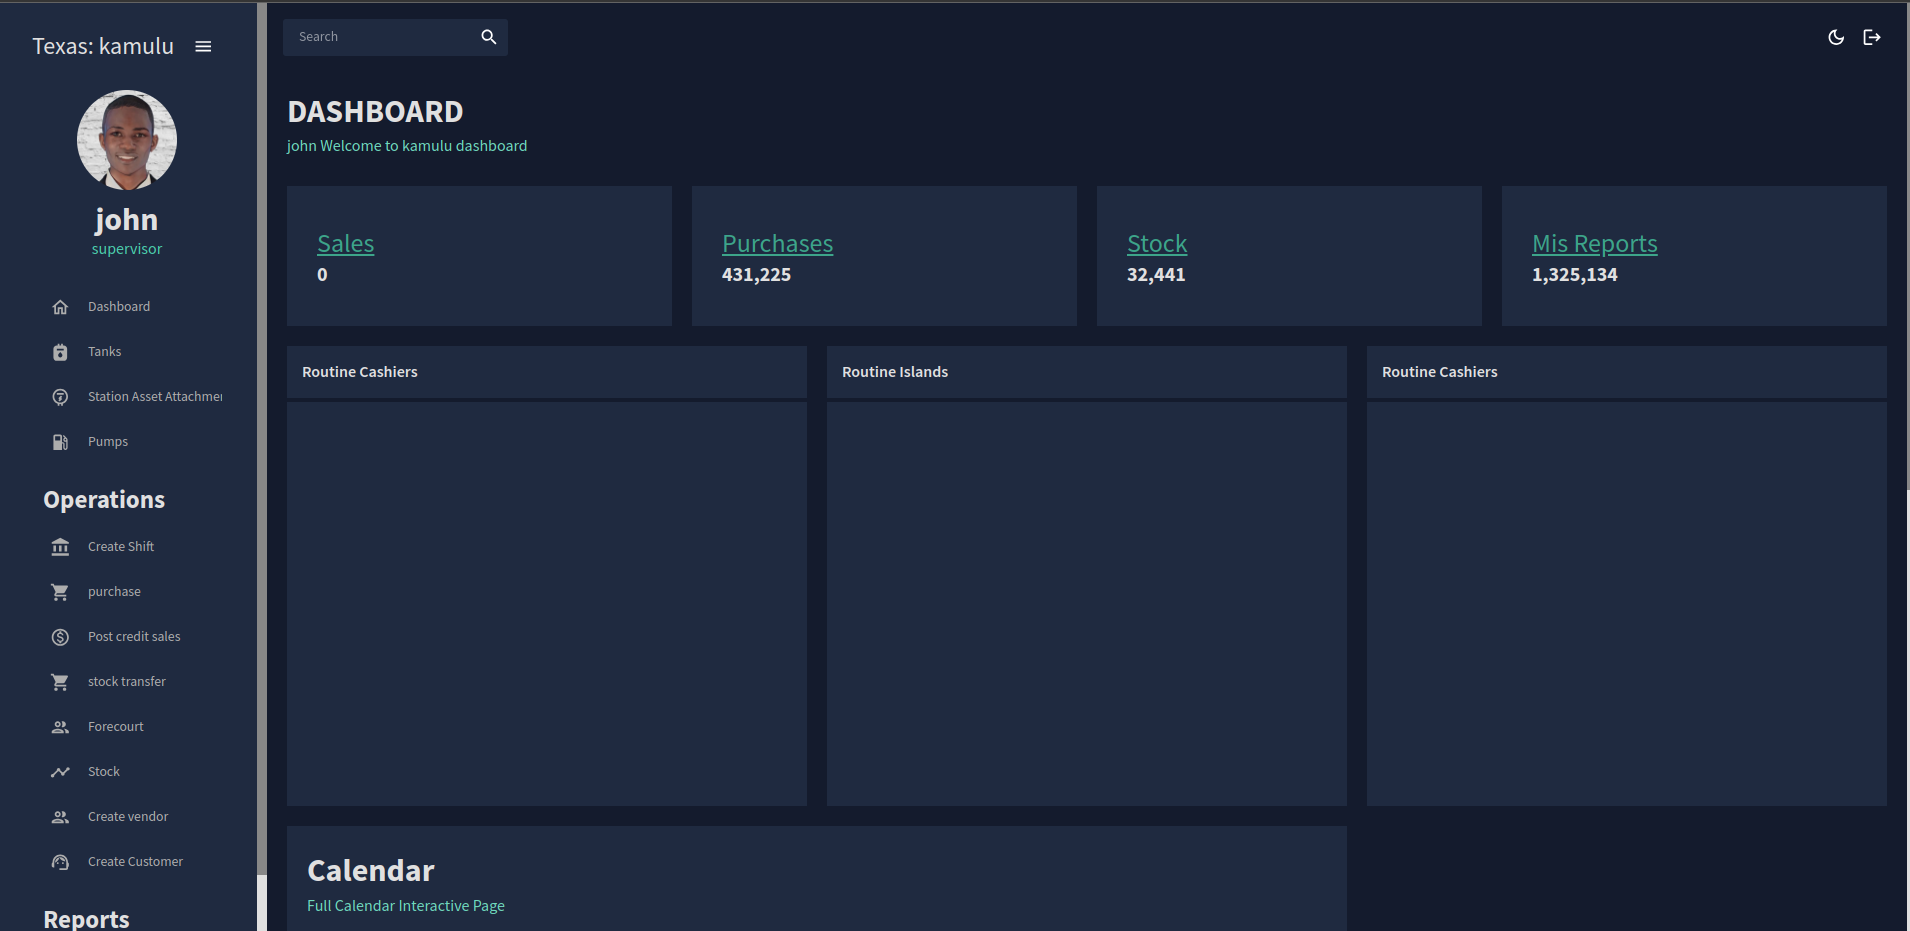 Texas: kamulu
john
supervisor
Dashboard
Tanks
Station Asset Attachmen
Pumps
Operations
Create Shift
purchase
Post credit sales
stock transfer
Forecourt
Stock
Create vendor
Create Customer
Reports
Search
DASHBOARD
john Welcome to kamulu dashboard
Sales
0
Purchases
431,225
Stock
32,441
Mis Reports
1,325,134
Routine Cashiers
Routine Islands
Routine Cashiers
Calendar
Full Calendar Interactive Page